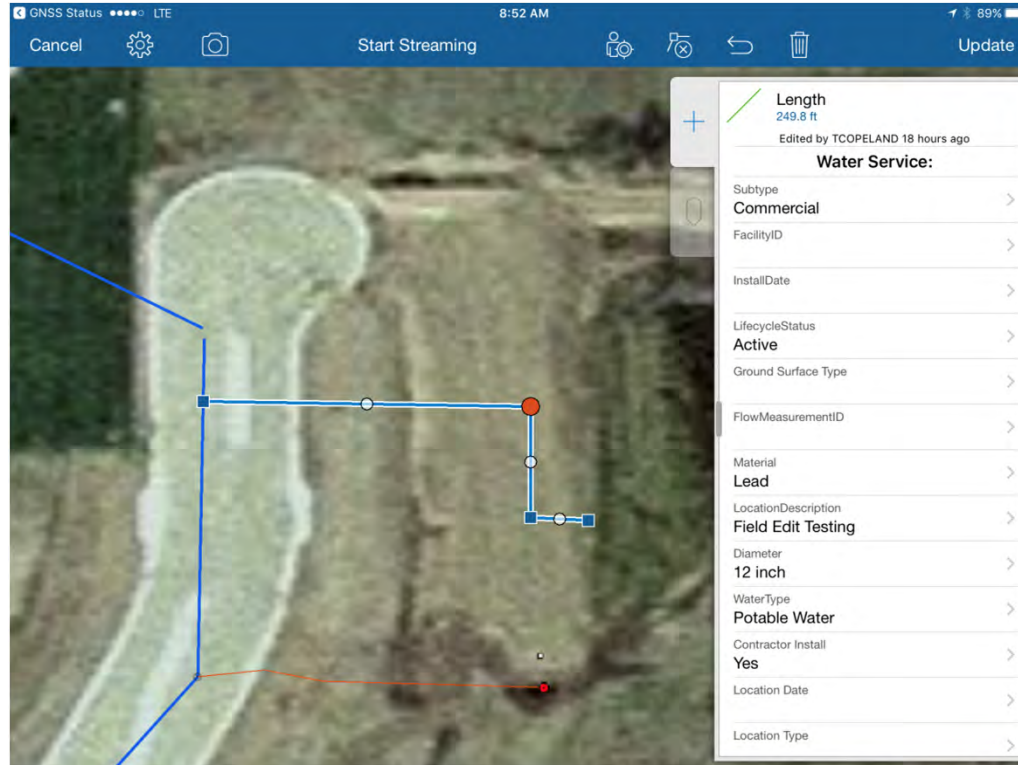 GNSS Status LTE 8:52 AM 89%
Cancel Start Streaming Update
Length
249.8 ft
Edited by TCOPELAND 18 hours ago
Water Service:
Subtype
Commercial
FacilityID
InstallDate
LifecycleStatus
Active
Ground Surface Type
FlowMeasurementID
Material
Lead
LocationDescription
Field Edit Testing
Diameter
12 inch
WaterType
Potable Water
Contractor Install
Yes
Location Date
Location Type